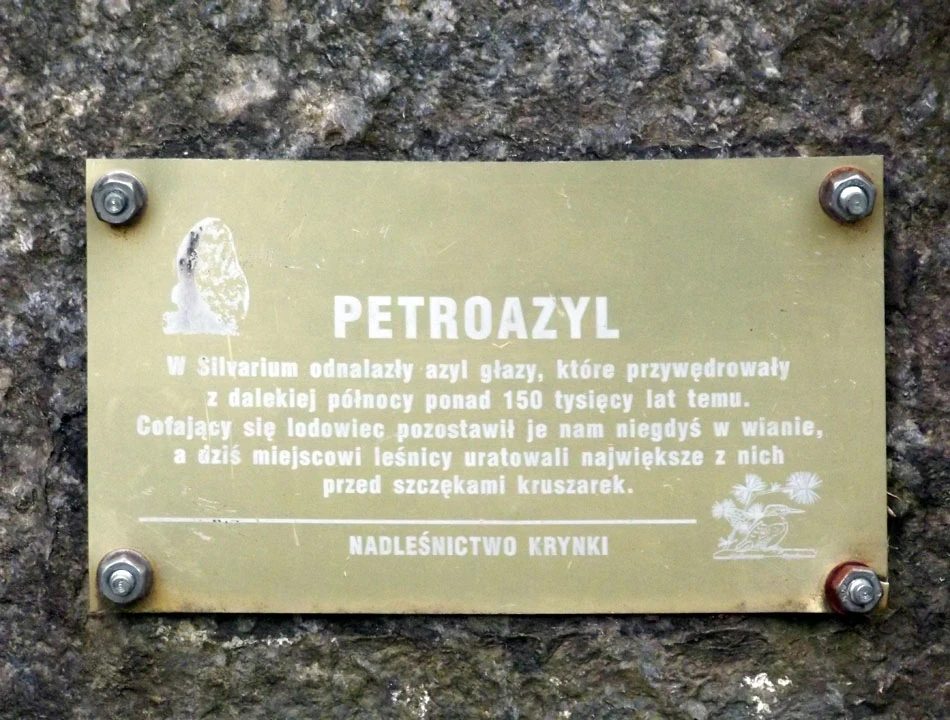 PETROAZYL
W Silvarium odnalazły azyl głazy, które przywędrowały
z dalekiej północy ponad 150 tysięcy lat temu.
Cofający się lodowiec pozostawił je nam niegdyś w wianie,
a dziś miejscowi leśnicy uratowali największe z nich
przed szczękami kruszarek.
NADLEŚNICTWO KRYNKI